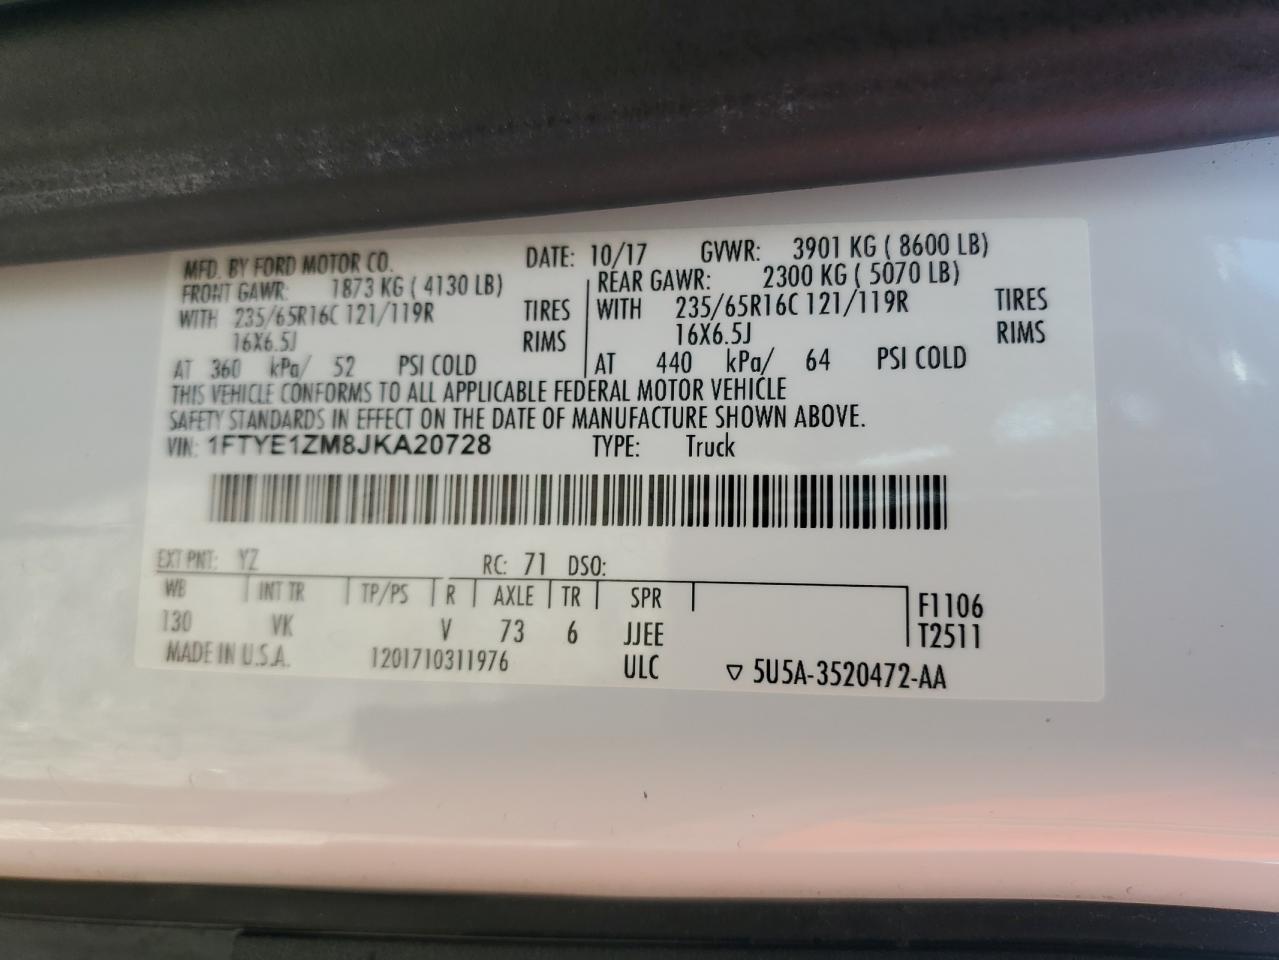 MFD. BY FORD MOTOR CO. DATE: 10/17 GVWR: 3901 KG ( 8600 LB)
FRONT GAWR: 1873 KG ( 4130 LB) REAR GAWR: 2300 KG ( 5070 LB)
WITH 235/65R16C 121/119R TIRES WITH 235/65R16C 121/119R TIRES
16X6.5J RIMS 16X6.5J RIMS
AT 360 kPa/ 52 PSI COLD AT 440 kPa/ 64 PSI COLD
THIS VEHICLE CONFORMS TO ALL APPLICABLE FEDERAL MOTOR VEHICLE
SAFETY STANDARDS IN EFFECT ON THE DATE OF MANUFACTURE SHOWN ABOVE.
VIN: 1FTYE1ZM8JKA20728 TYPE: Truck
EXT PNT: YZ RC: 71 DSO:
WB INT TR TP/PS R AXLE TR SPR F1106
130 VK V 73 6 JJEE T2511
MADE IN U.S.A. 1201710311976 ULC ▽ 5U5A-3520472-AA